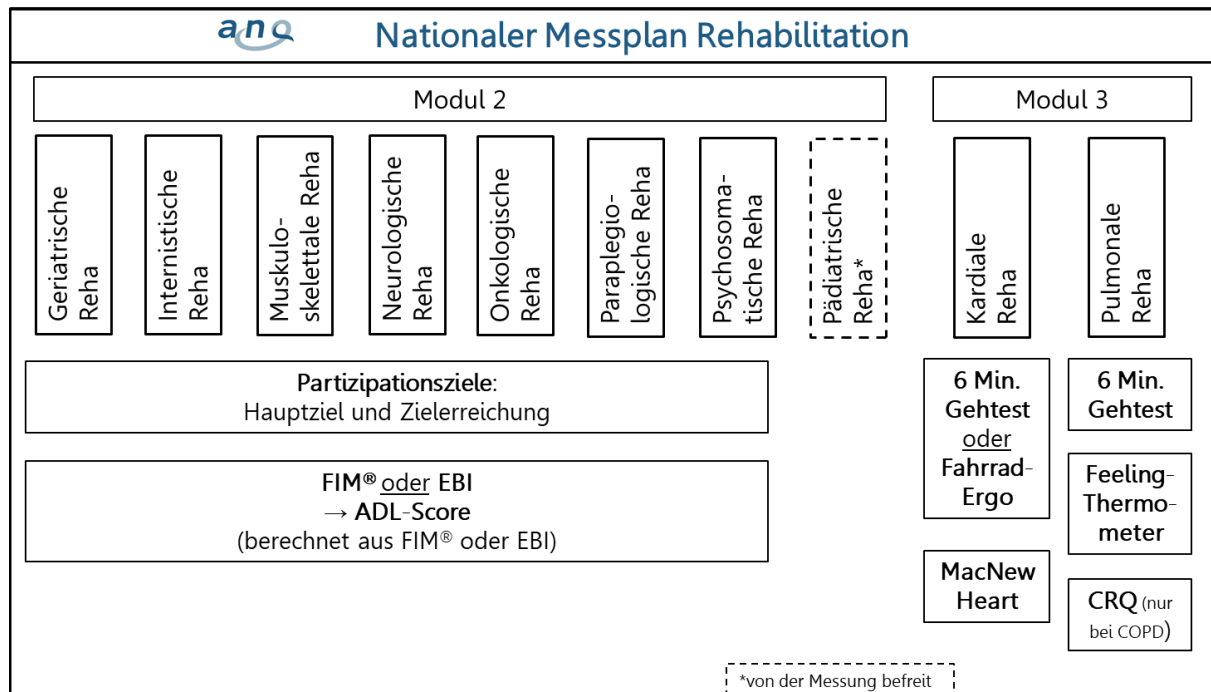 anq Nationaler Messplan Rehabilitation
Modul 2
Modul 3
Geriatrische
Reha
Internistische
Reha
Muskulo-
skelettale Reha
Neurologische
Reha
Onkologische
Reha
Paraplegio-
logische Reha
Psychosoma-
tische Reha
Pädiatrische
Reha*
Kardiale
Reha
Pulmonale
Reha
Partizipationsziele:
Hauptziel und Zielerreichung
FIM® oder EBI
→ ADL-Score
(berechnet aus FIM® oder EBI)
6 Min.
Gehtest
oder
Fahrrad-
Ergo
MacNew
Heart
6 Min.
Gehtest
Feeling-
Thermo-
meter
CRQ (nur
bei COPD)
*von der Messung befreit